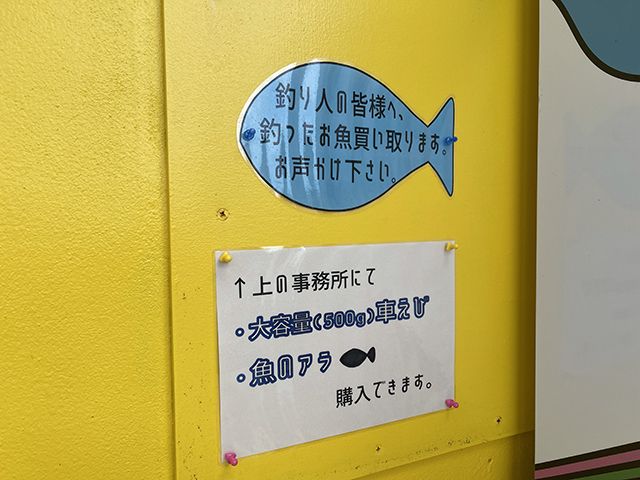 釣り人の皆様へ、
釣ったお魚買い取ります。
お声かけ下さい。
↑上の事務所にて
・大容量(500g)車えび
・魚のアラ
購入できます。